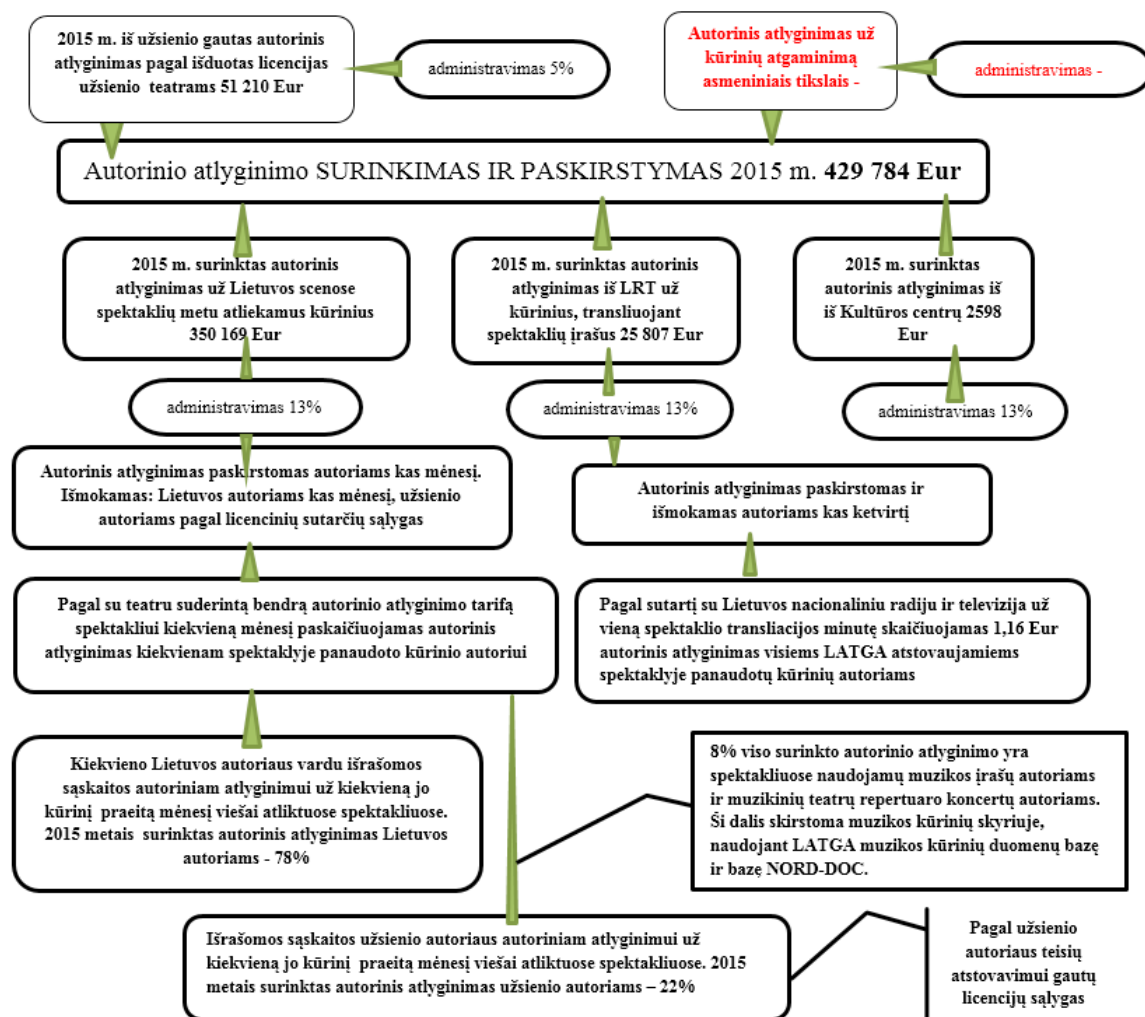 2015 m. iš užsienio gautas autorinis
atlyginimas pagal išduotas licencijas
užsienio teatrams 51 210 Eur
administravimas 5%
Autorinis atlyginimas už
kūrinių atgaminimą
asmeniniais tikslais -
administravimas -
Autorinio atlyginimo SURINKIMAS IR PASKIRSTYMAS 2015 m. 429 784 Eur
2015 m. surinktas autorinis
atlyginimas už Lietuvos scenose
spektaklių metu atliekamus kūrinius
350 169 Eur
2015 m. surinktas autorinis
atlyginimas iš LRT už
kūrinius, transliuojant
spektaklių įrašus 25 807 Eur
2015 m. surinktas
autorinis atlyginimas iš
iš Kultūros centrų 2598
Eur
administravimas 13%
administravimas 13%
administravimas 13%
Autorinis atlyginimas paskirstomas autoriams kas mėnesį.
Išmokamas: Lietuvos autoriams kas mėnesį, užsienio
autoriams pagal licencinių sutarčių sąlygas
Autorinis atlyginimas paskirstomas ir
išmokamas autoriams kas ketvirtį
Pagal su teatru suderintą bendrą autorinio atlyginimo tarifą
spektakliui kiekvieną mėnesį paskaičiuojamas autorinis
atlyginimas kiekvienam spektaklyje panaudoto kūrinio autoriui
Pagal sutartį su Lietuvos nacionaliniu radiju ir televizija už
vieną spektaklio transliacijos minutę skaičiuojamas 1,16 Eur
autorinis atlyginimas visiems LATGA atstovaujamiems
spektaklyje panaudotų kūrinių autoriams
Kiekvieno Lietuvos autoriaus vardu išrašomos
sąskaitos autoriniam atlyginimui už kiekvieną jo
kūrinį praeitą mėnesį viešai atliktuose spektakliuose.
2015 metais surinktas autorinis atlyginimas Lietuvos
autoriams - 78%
8% viso surinkto autorinio atlyginimo yra
spektakliuose naudojamų muzikos įrašų autoriams
ir muzikinių teatrų repertuaro koncertų autoriams.
Ši dalis skirstoma muzikos kūrinių skyriuje,
naudojant LATGA muzikos kūrinių duomenų bazę
ir bazę NORD-DOC.
Išrašomos sąskaitos užsienio autoriaus autoriniam atlyginimui už
kiekvieną jo kūrinį praeitą mėnesį viešai atliktuose spektakliuose. 2015
metais surinktas autorinis atlyginimas užsienio autoriams – 22%
Pagal užsienio
autoriaus teisių
atstovavimui gautų
licencijų sąlygas